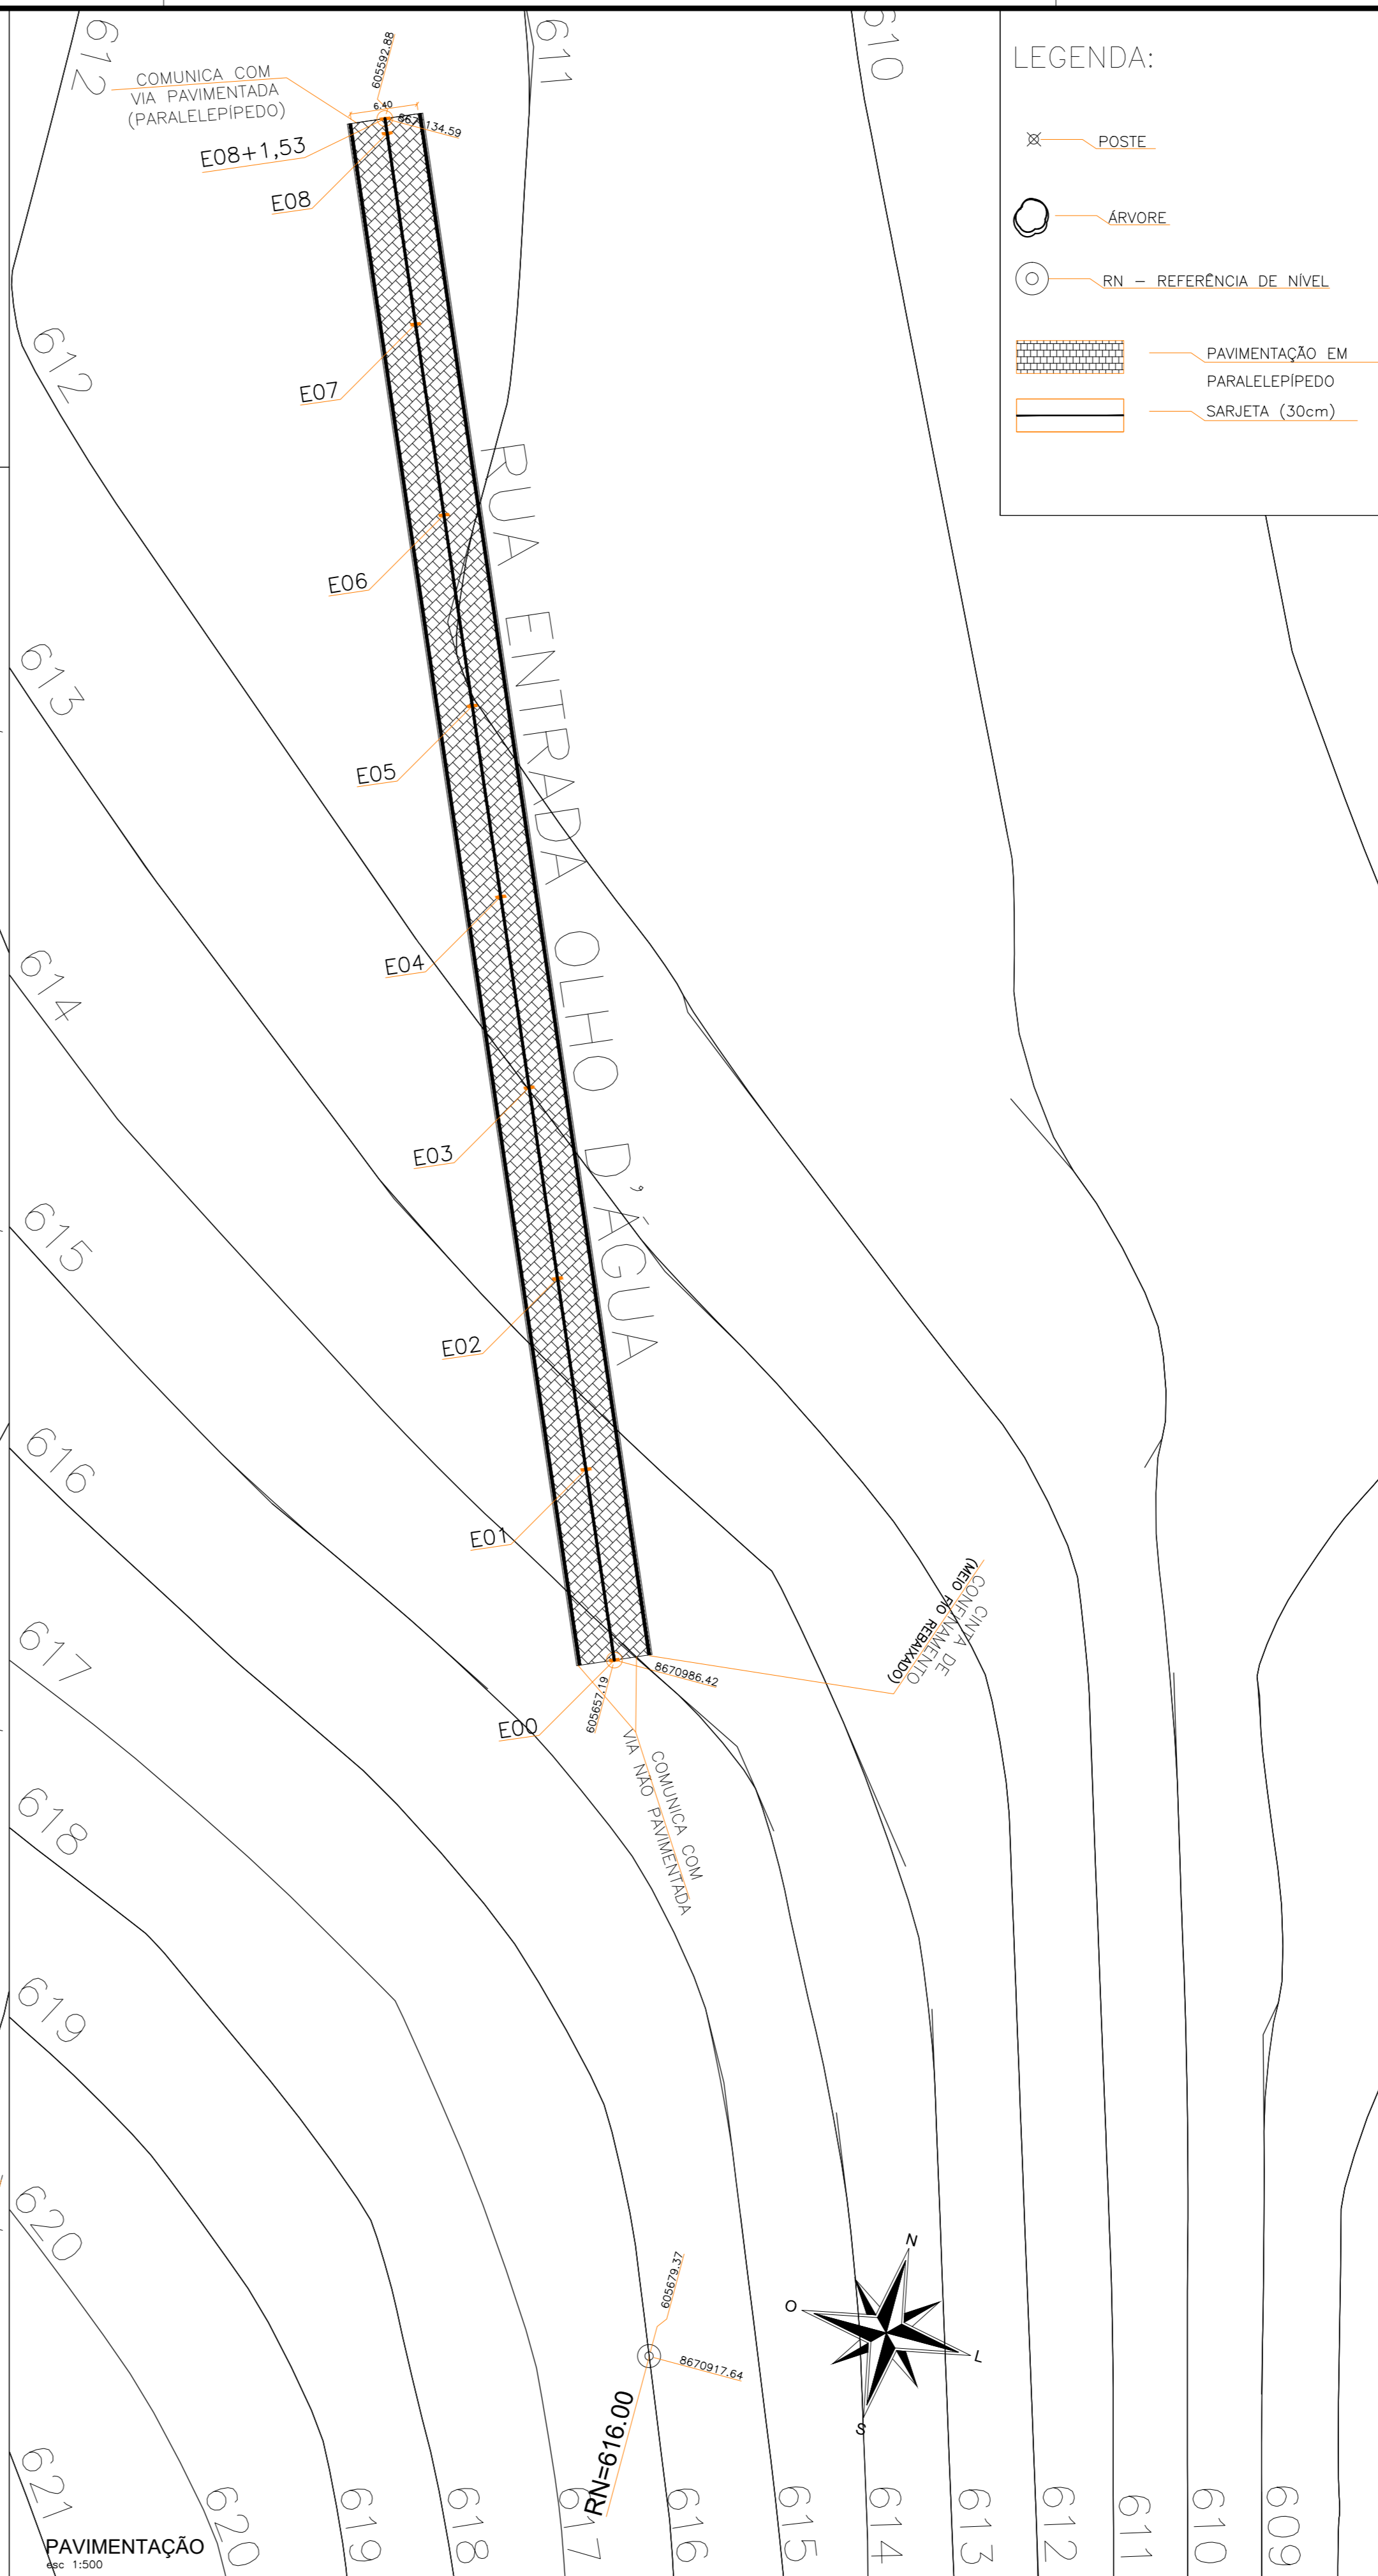 612
611
610
605592.88
COMUNICA COM
VIA PAVIMENTADA
(PARALELEPÍPEDO)
6.40
134.59
E08+1,53
E08
LEGENDA:
POSTE
ÁRVORE
RN – REFERÊNCIA DE NÍVEL
PAVIMENTAÇÃO EM
PARALELEPÍPEDO
SARJETA (30cm)
612
E07
RUA ENTRADA OLHO D'ÁGUA
E06
613
E05
E04
614
E03
615
E02
616
E01
CINTA DE
CONFINAMENTO
(MEIO FIO REBAIXADO)
617
8670986.42
605657.19
E00
COMUNICA COM
VIA NÃO PAVIMENTADA
618
619
620
N
O
L
S
605679.37
8670917.64
RN=616.00
621
620
619
618
617
616
615
614
613
612
611
610
609
PAVIMENTAÇÃO
esc 1:500